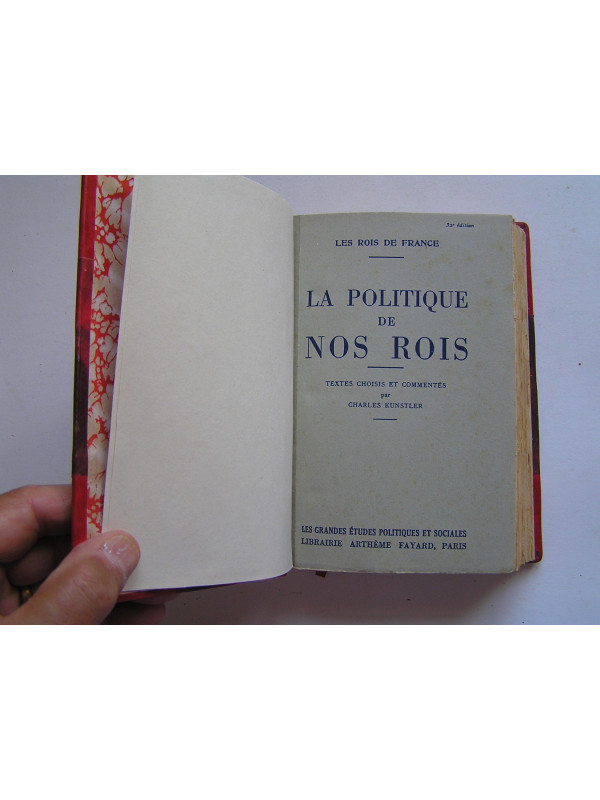 édition
LES ROIS DE FRANCE
LA POLITIQUE
DE
NOS ROIS
TEXTES CHOISIS ET COMMENTÉS
par
CHARLES KUNSTLER
LES GRANDES ÉTUDES POLITIQUES ET SOCIALES
LIBRAIRIE ARTHÈME FAYARD, PARIS